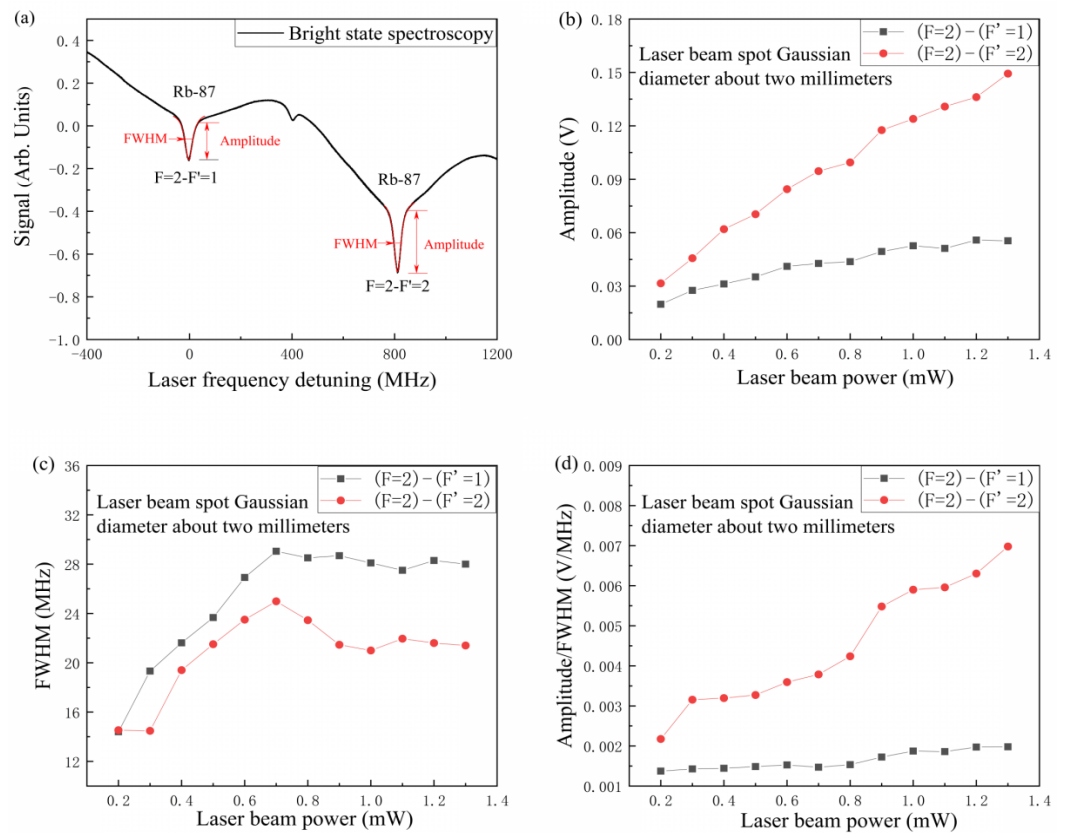 (a)
Bright state spectroscopy
Signal (Arb. Units)
0.4
0.2
0.0
-0.2
-0.4
-0.6
-0.8
-1.0
Rb-87
FWHM
Amplitude
F=2-F'=1
Rb-87
FWHM
Amplitude
F=2-F'=2
-400
0
400
800
1200
Laser frequency detuning (MHz)
(b)
(F=2)-(F'=1)
(F=2)-(F'=2)
Laser beam spot Gaussian
diameter about two millimeters
Amplitude (V)
0.18
0.15
0.12
0.09
0.06
0.03
0.00
0.2
0.4
0.6
0.8
1.0
1.2
1.4
Laser beam power (mW)
(c)
(F=2)-(F'=1)
(F=2)-(F'=2)
Laser beam spot Gaussian
diameter about two millimeters
FWHM (MHz)
36
32
28
24
20
16
12
0.2
0.4
0.6
0.8
1.0
1.2
1.4
Laser beam power (mW)
(d)
(F=2)-(F'=1)
(F=2)-(F'=2)
Laser beam spot Gaussian
diameter about two millimeters
Amplitude/FWHM (V/MHz)
0.009
0.008
0.007
0.006
0.004
0.003
0.002
0.001
0.2
0.4
0.6
0.8
1.0
1.2
1.4
Laser beam power (mW)